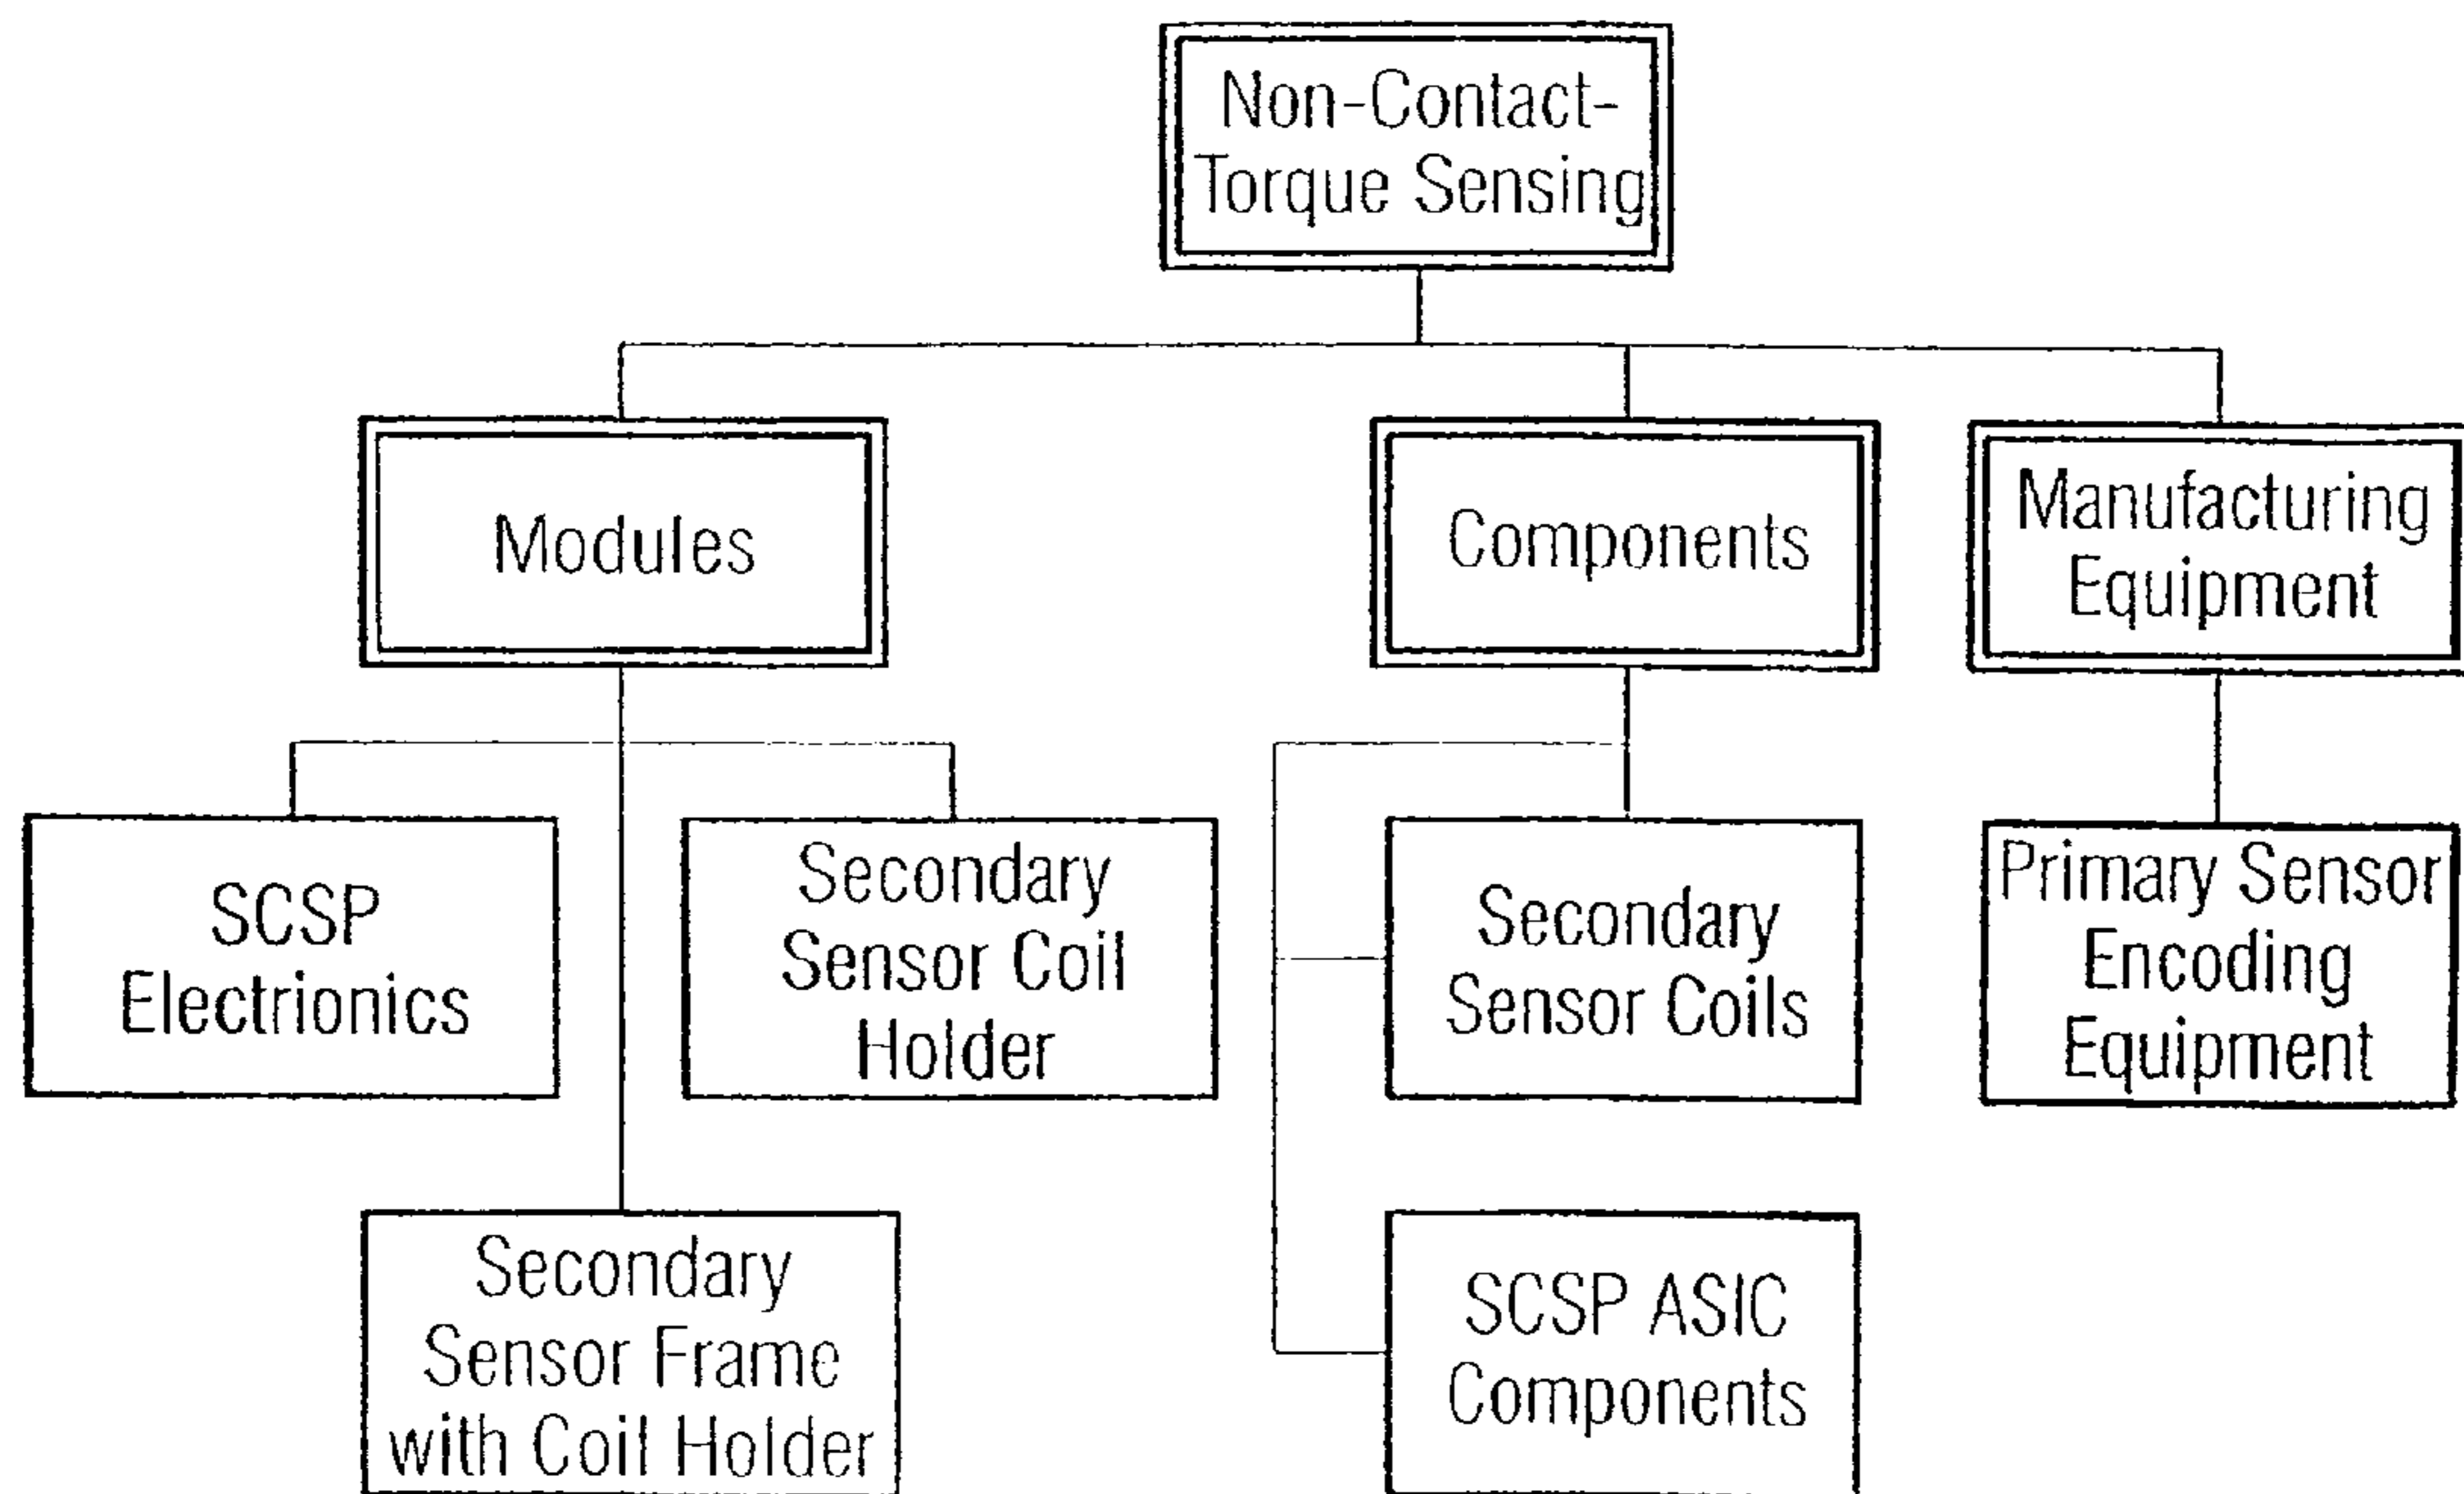 Non-Contact-
Torque Sensing
Modules
Components
Manufacturing
Equipment
SCSP
Electrionics
Secondary
Sensor Coil
Holder
Secondary
Sensor Coils
Primary Sensor
Encoding
Equipment
Secondary
Sensor Frame
with Coil Holder
SCSP ASIC
Components